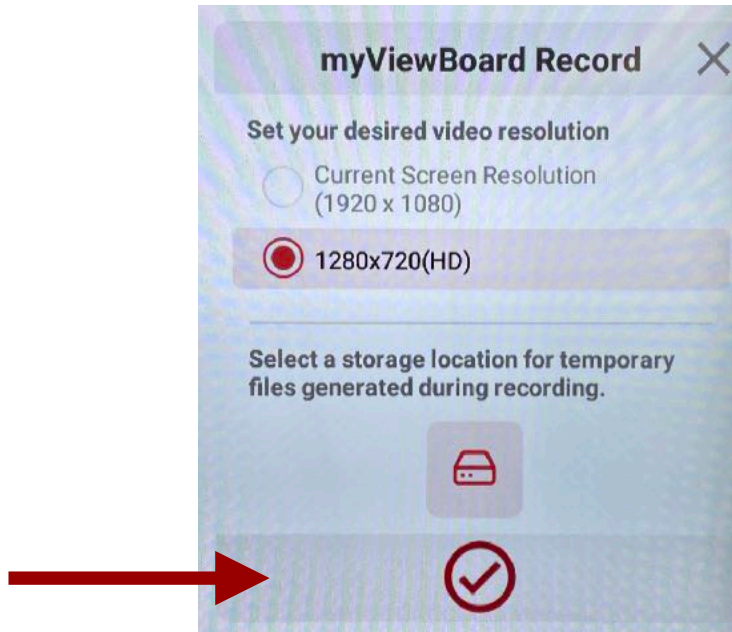 myViewBoard Record
Set your desired video resolution
Current Screen Resolution
(1920 x 1080)
1280x720(HD)
Select a storage location for temporary
files generated during recording.